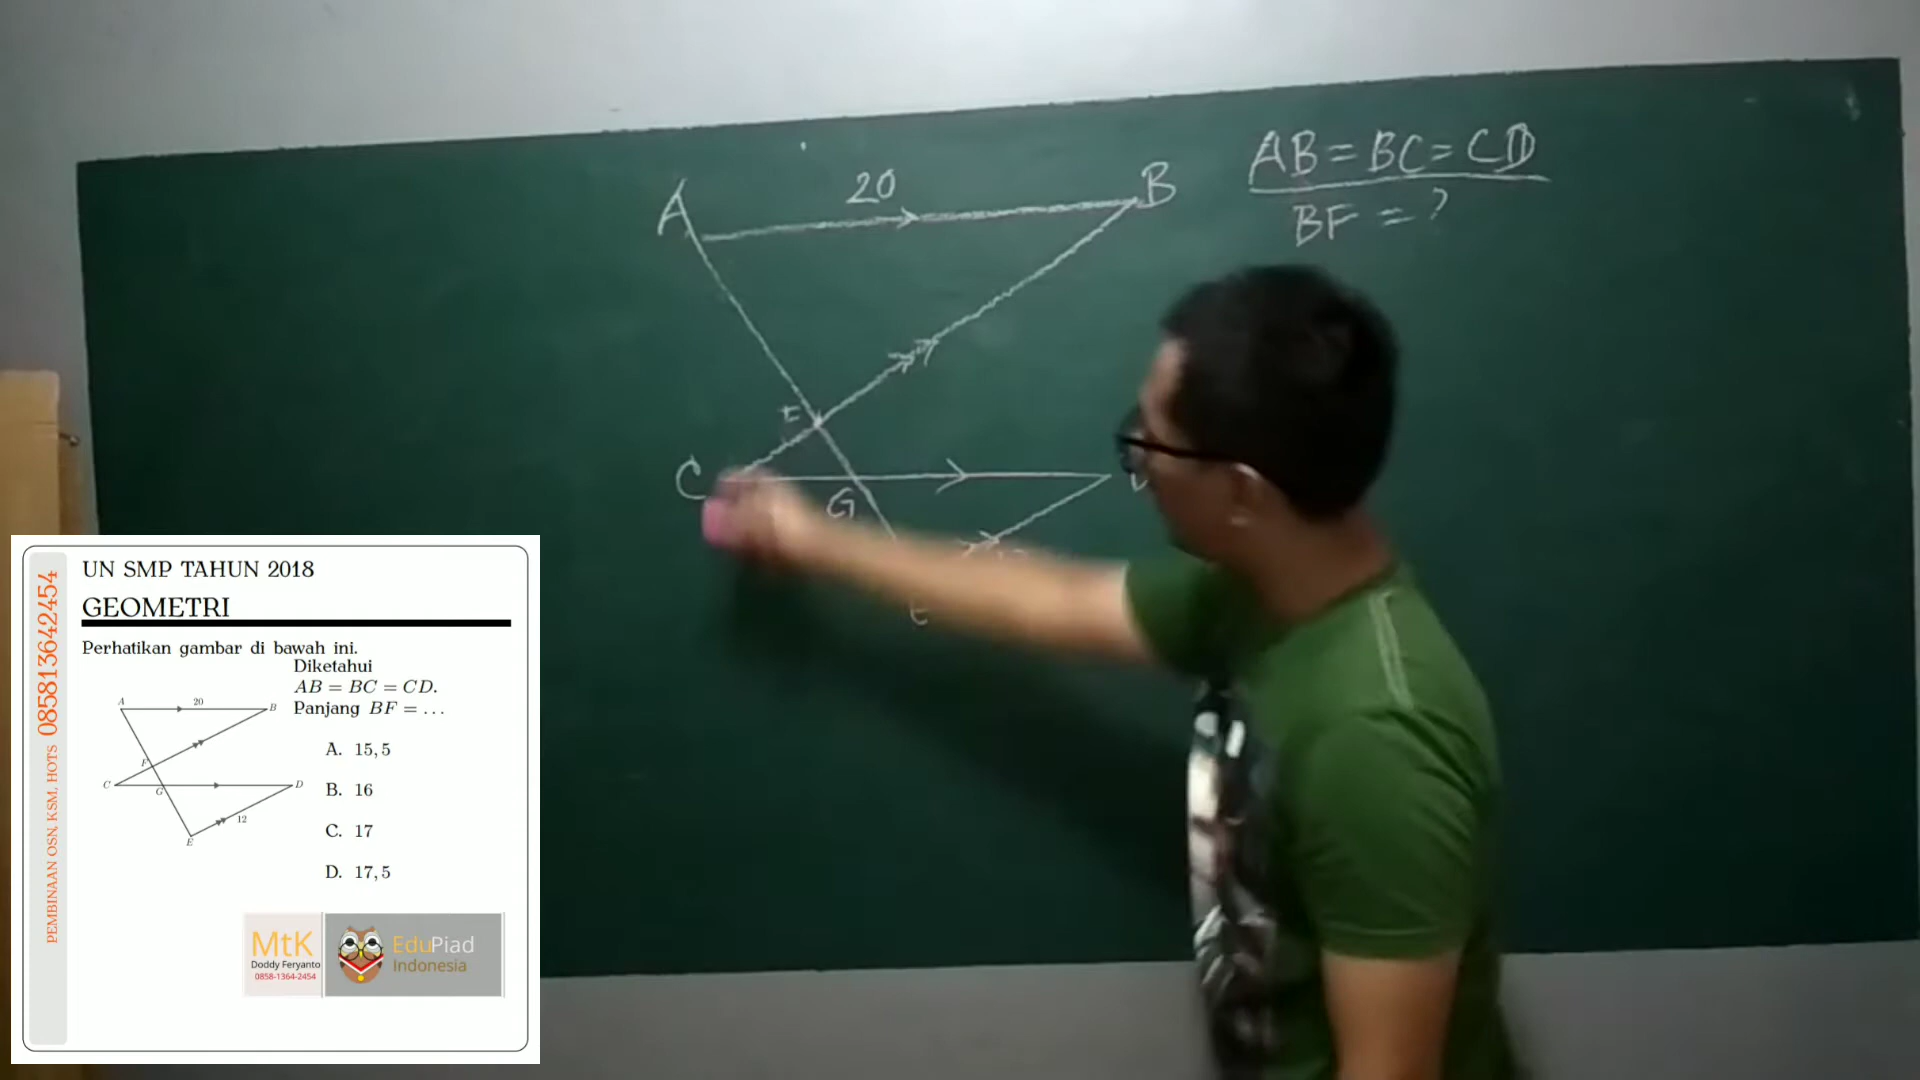 A
20
B
AB=BC=CD
BF = ?
C
G
UN SMP TAHUN 2018
GEOMETRI
Perhatikan gambar di bawah ini.
Diketahui
AB = BC = CD.
Panjang BF = ...
A
20
B
F
C
G
D
12
E
A. 15,5
B. 16
C. 17
D. 17,5
PEMBINAAN OSN, KSM, HOTS 085813642454
MtK
Doddy Feryanto
0858-1364-2454
EduPiad
Indonesia